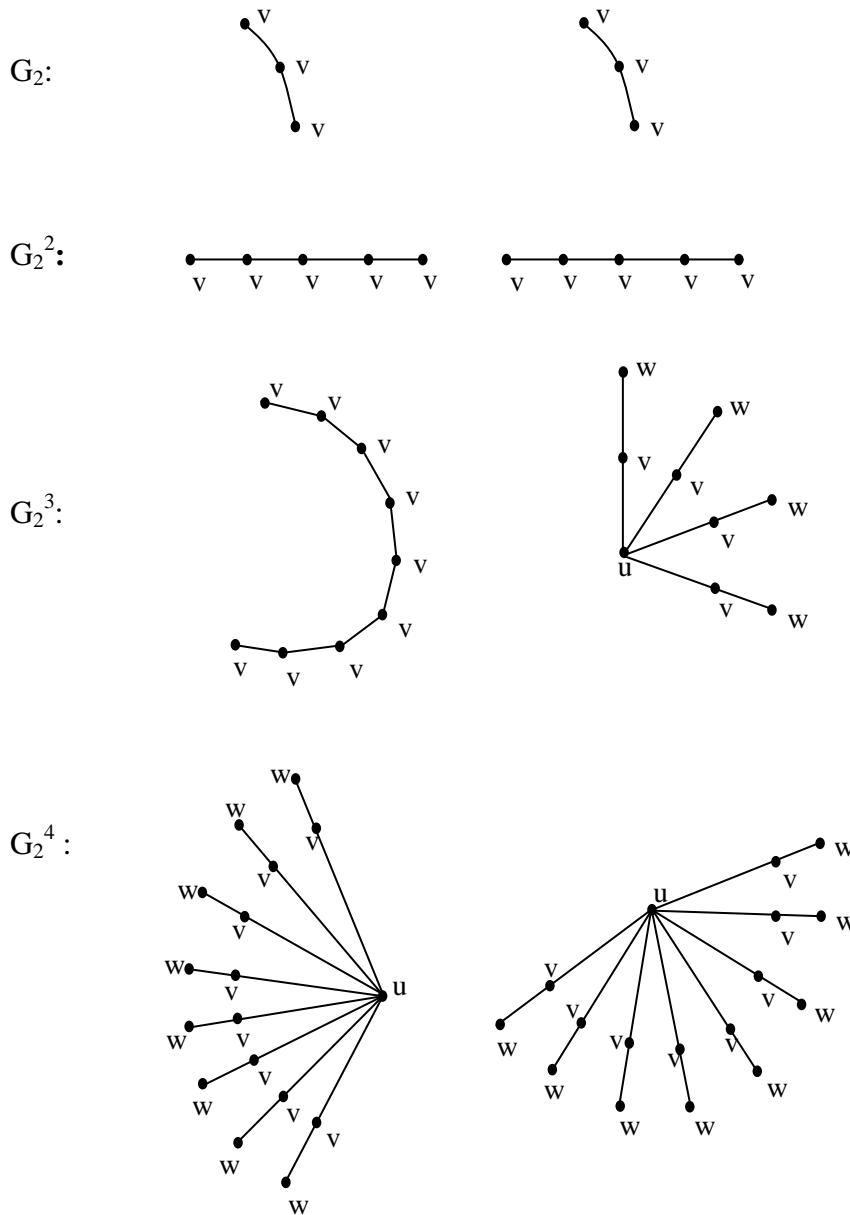 G₂:
v v
v v
v v
G₂²:
v v v v v v v v v v
G₂³:
w
v v w
v v
v v
v w
v v
u
v v w
v v v
G₂⁴ :
w
w v w
v u v
w v w
w v u v
w v v v w
w v v v v w
w v w w
w w w
w